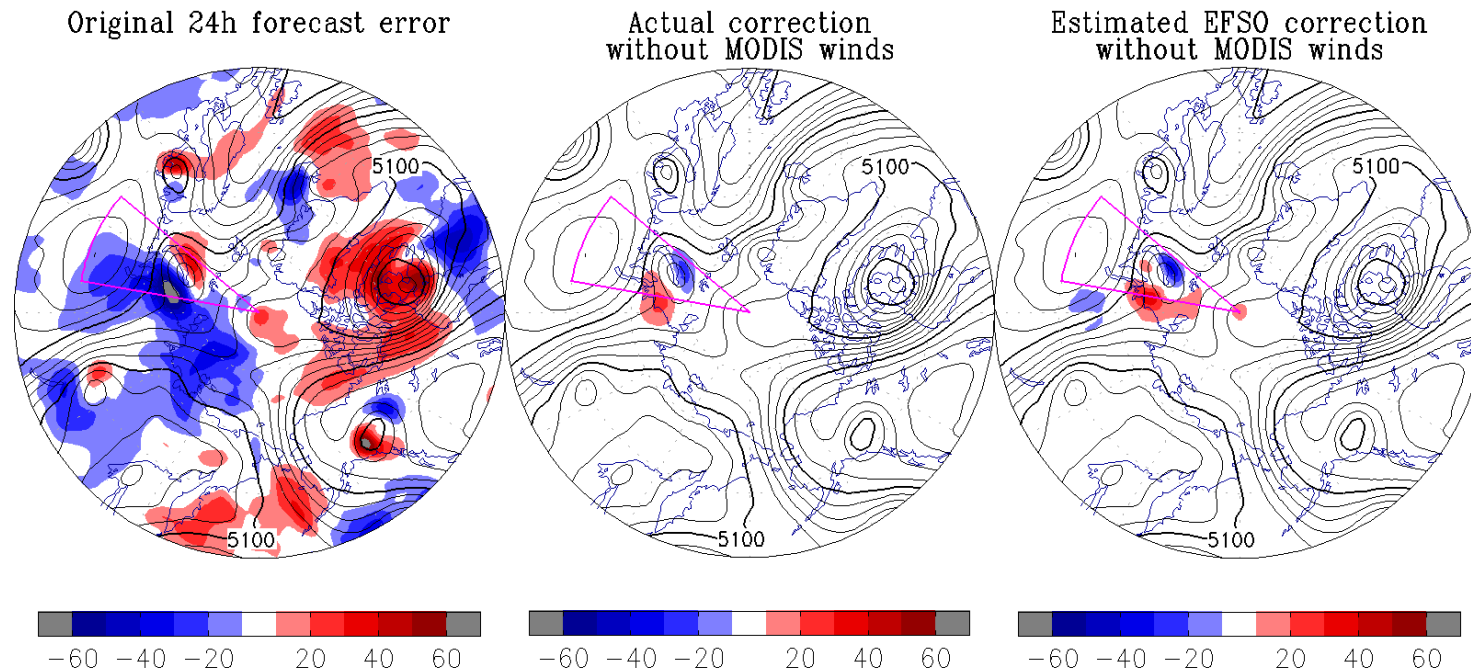 Original 24h forecast error
Actual correction
without MODIS winds
Estimated EFSO correction
without MODIS winds
5100
5100
5100
5100
5100
5100
−60 −40 −20 20 40 60
−60 −40 −20 20 40 60
−60 −40 −20 20 40 60